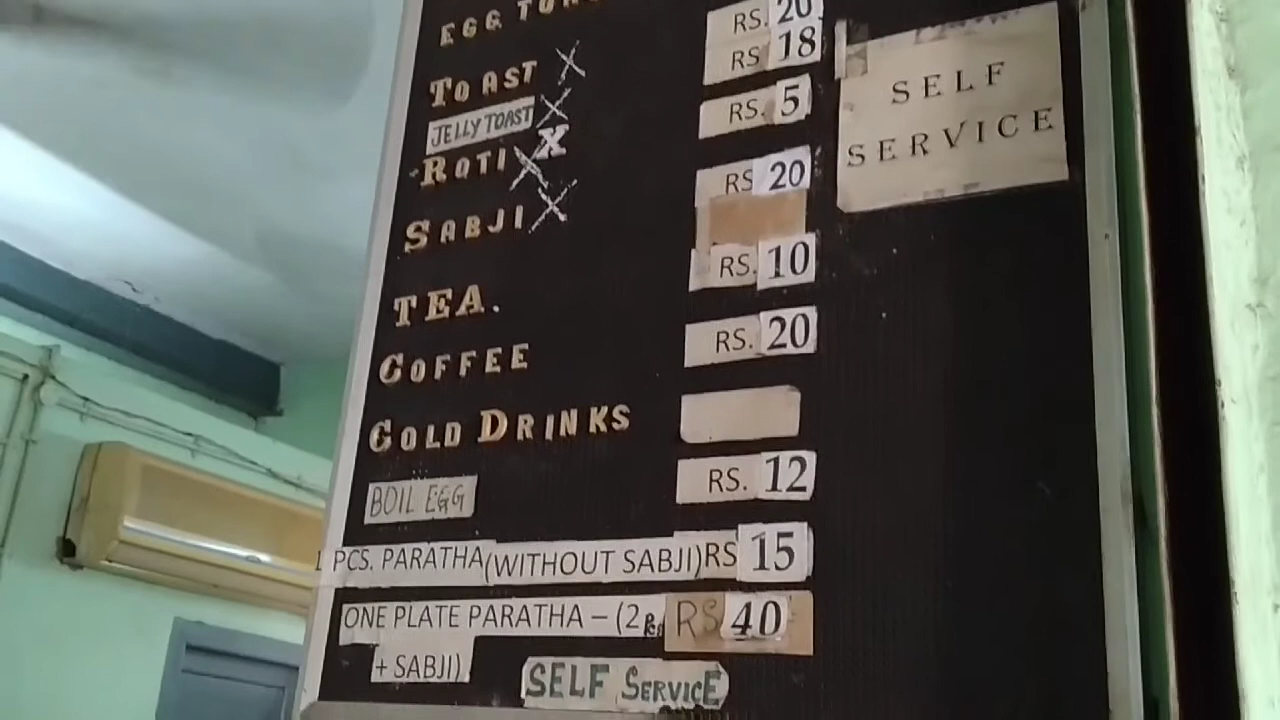 EGG RS. 20
TOAST X RS 18
JELLY TOAST X RS. 5
ROTI X X RS 20
SABJI X
TEA. RS. 10
COFFEE RS. 20
COLD DRINKS
BOIL EGG RS. 12
1 PCS. PARATHA (WITHOUT SABJI) RS 15
ONE PLATE PARATHA – (2 Pcs RS 40
+ SABJI)
SELF SERVICE
SELF
SERVICE